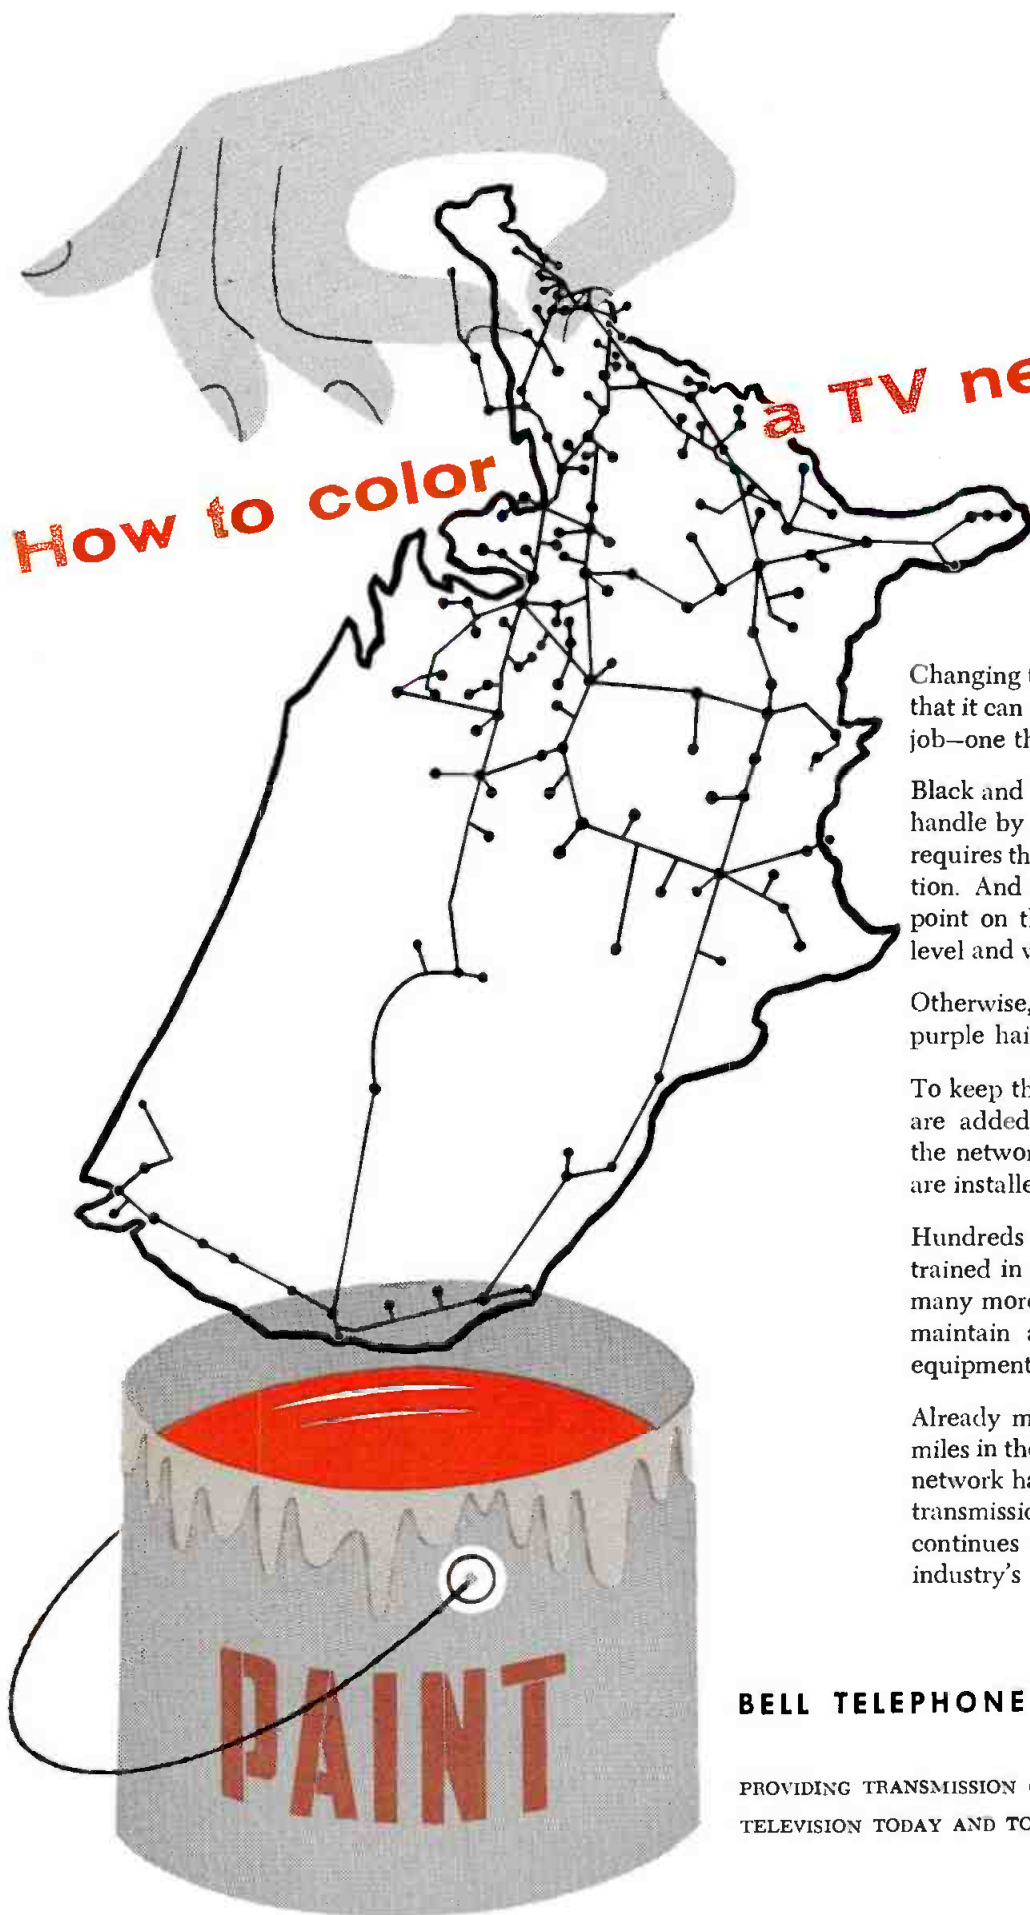 How to color a TV ne
Changing t
that it can
job—one th
Black and
handle by
requires th
tion. And
point on th
level and v
Otherwise,
purple hai
To keep th
are added
the networ
are installe
Hundreds
trained in
many more
maintain a
equipment
Already m
miles in the
network ha
transmissio
continues
industry's
PAINT
BELL TELEPHONE
PROVIDING TRANSMISSION
TELEVISION TODAY AND TO